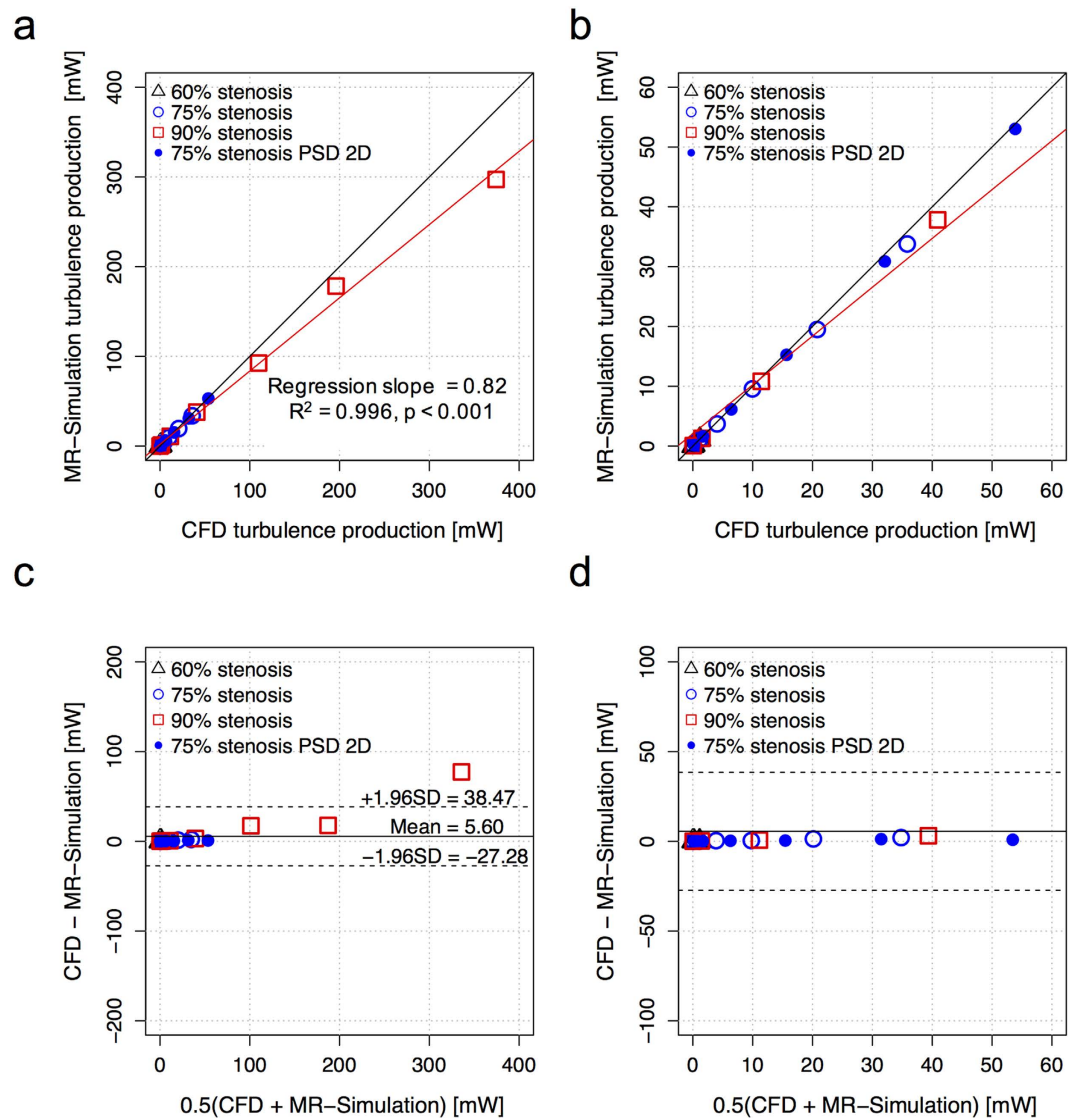 a
MR−Simulation turbulence production [mW]
400
300
200
100
0
60% stenosis
75% stenosis
90% stenosis
75% stenosis PSD 2D
Regression slope = 0.82
R² = 0.996, p < 0.001
0 100 200 300 400
CFD turbulence production [mW]
b
MR−Simulation turbulence production [mW]
60
50
40
30
20
10
0
60% stenosis
75% stenosis
90% stenosis
75% stenosis PSD 2D
0 10 20 30 40 50 60
CFD turbulence production [mW]
c
CFD − MR−Simulation [mW]
200
100
0
−100
−200
60% stenosis
75% stenosis
90% stenosis
75% stenosis PSD 2D
+1.96SD = 38.47
Mean = 5.60
−1.96SD = −27.28
0 100 200 300 400
0.5(CFD + MR−Simulation) [mW]
d
CFD − MR−Simulation [mW]
100
50
0
−50
−100
60% stenosis
75% stenosis
90% stenosis
75% stenosis PSD 2D
0 10 20 30 40 50 60
0.5(CFD + MR−Simulation) [mW]